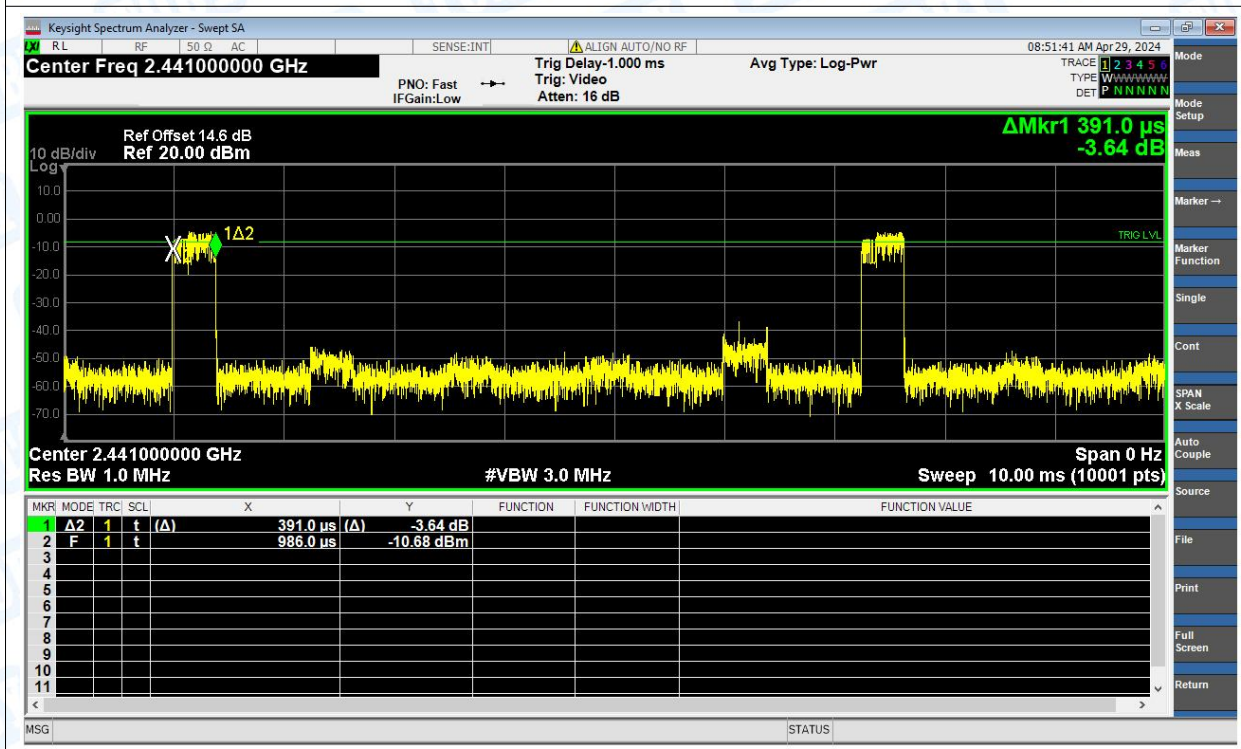 Keysight Spectrum Analyzer - Swept SA
LXI RL RF 50 Ω AC SENSE:INT ⚠ ALIGN AUTO/NO RF 08:51:41 AM Apr 29, 2024
Center Freq 2.441000000 GHz
PNO: Fast
IFGain:Low
Trig Delay-1.000 ms
Trig: Video
Atten: 16 dB
Avg Type: Log-Pwr
TRACE 1 2 3 4 5 6
TYPE WWWWWW
DET P N N N N N
ΔMkr1 391.0 µs
-3.64 dB
Ref Offset 14.6 dB
10 dB/div Ref 20.00 dBm
Log
10.0
0.00
-10.0
-20.0
-30.0
-40.0
-50.0
-60.0
-70.0
X 1Δ2
TRIG LVL
Center 2.441000000 GHz Span 0 Hz
Res BW 1.0 MHz #VBW 3.0 MHz Sweep 10.00 ms (10001 pts)
MKR MODE TRC SCL X Y FUNCTION FUNCTION WIDTH FUNCTION VALUE
1 Δ2 1 t (Δ) 391.0 µs (Δ) -3.64 dB
2 F 1 t 986.0 µs -10.68 dBm
3
4
5
6
7
8
9
10
11
MSG STATUS
Mode
Mode
Setup
Meas
Marker →
Marker
Function
Single
Cont
SPAN
X Scale
Auto
Couple
Source
File
Print
Full
Screen
Return